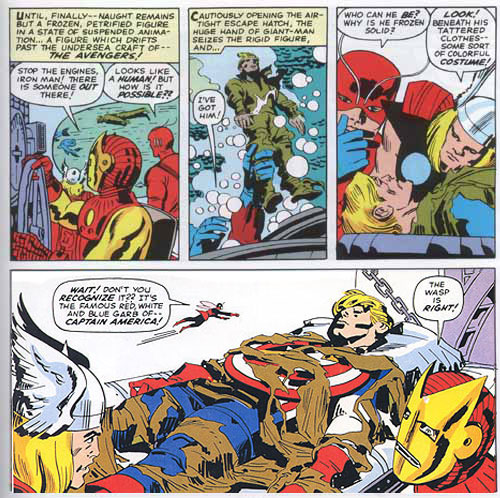 UNTIL, FINALLY--NAUGHT REMAINS
BUT A FROZEN, PETRIFIED FIGURE
IN A STATE OF SUSPENDED ANIMA-
TION... A FIGURE WHICH DRIFTS
PAST THE UNDERSEA CRAFT OF--
THE AVENGERS!
STOP THE ENGINES,
IRON MAN! THERE
IS SOMEONE OUT
THERE!
LOOKS LIKE
A HUMAN! BUT
HOW IS IT
POSSIBLE??
CAUTIOUSLY OPENING THE AIR-
TIGHT ESCAPE HATCH, THE
HUGE HAND OF GIANT-MAN
SEIZES THE RIGID FIGURE,
AND...
I'VE
GOT
HIM!
WHO CAN HE BE?
WHY IS HE FROZEN
SOLID?
LOOK!
BENEATH HIS
TATTERED
CLOTHES--
SOME SORT
OF COLORFUL
COSTUME!
WAIT! DON'T YOU
RECOGNIZE IT?? IT'S
THE FAMOUS RED, WHITE
AND BLUE GARB OF--
CAPTAIN AMERICA!
THE
WASP
IS
RIGHT!